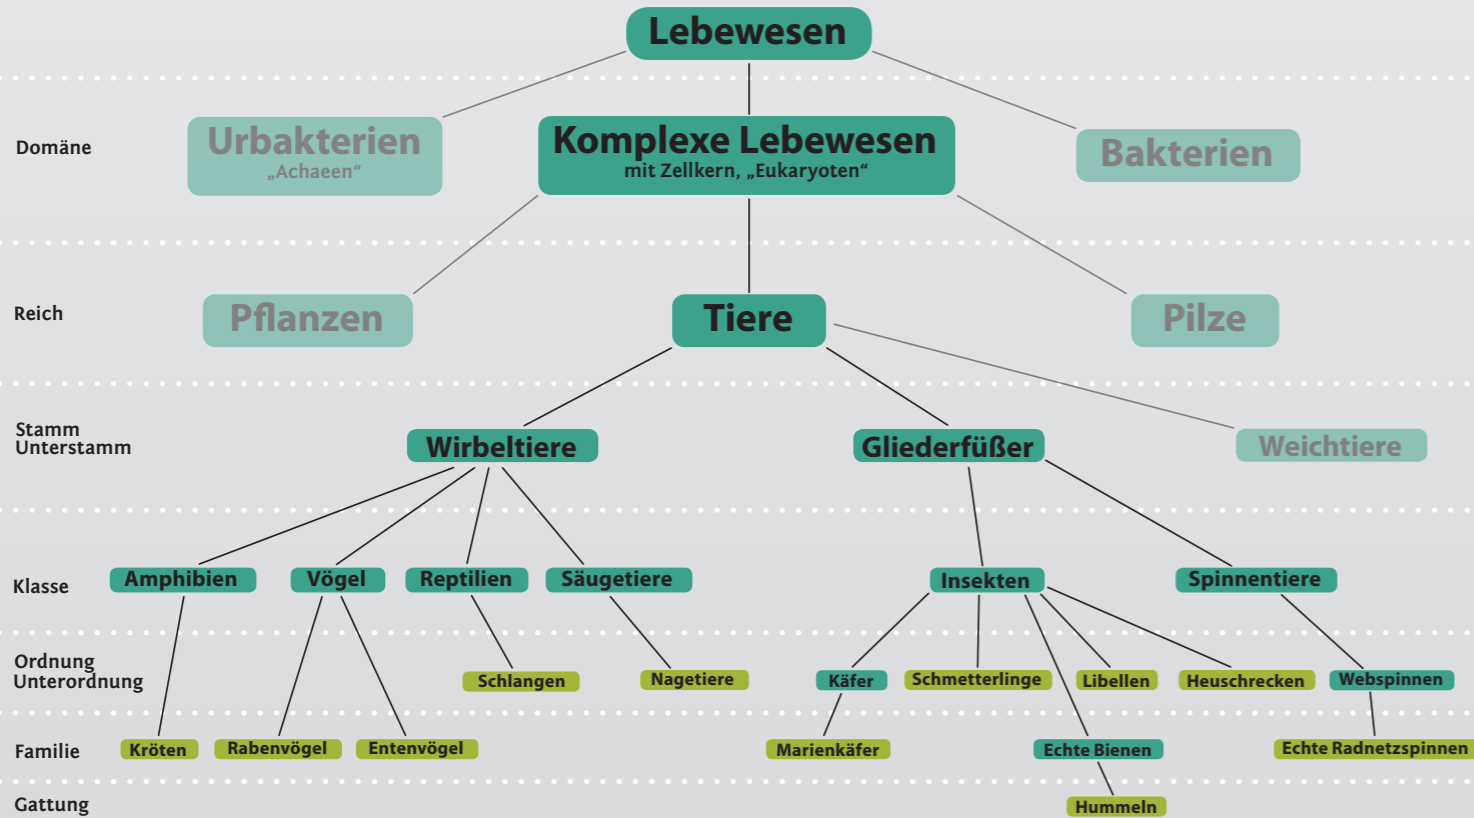 Lebewesen
Domäne
Urbakterien
„Achaeen“
Komplexe Lebewesen
mit Zellkern, „Eukaryoten“
Bakterien
Reich
Pflanzen
Tiere
Pilze
Stamm
Unterstamm
Wirbeltiere
Gliederfüßer
Weichtiere
Klasse
Amphibien
Vögel
Reptilien
Säugetiere
Insekten
Spinnentiere
Ordnung
Unterordnung
Schlangen
Nagetiere
Käfer
Schmetterlinge
Libellen
Heuschrecken
Webspinnen
Familie
Kröten
Rabenvögel
Entenvögel
Marienkäfer
Echte Bienen
Echte Radnetzspinnen
Gattung
Hummeln